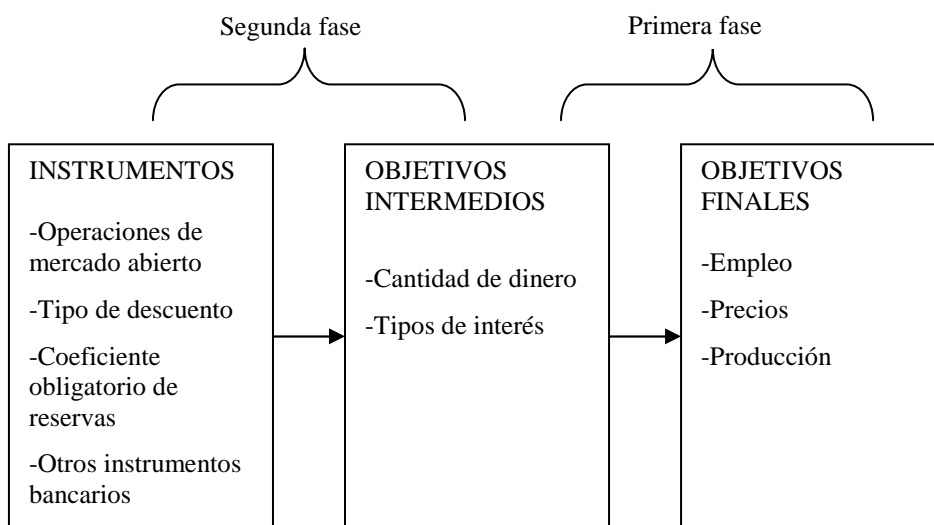 Segunda fase
Primera fase
INSTRUMENTOS
-Operaciones de
mercado abierto
-Tipo de descuento
-Coeficiente
obligatorio de
reservas
-Otros instrumentos
bancarios
OBJETIVOS
INTERMEDIOS
-Cantidad de dinero
-Tipos de interés
OBJETIVOS
FINALES
-Empleo
-Precios
-Producción